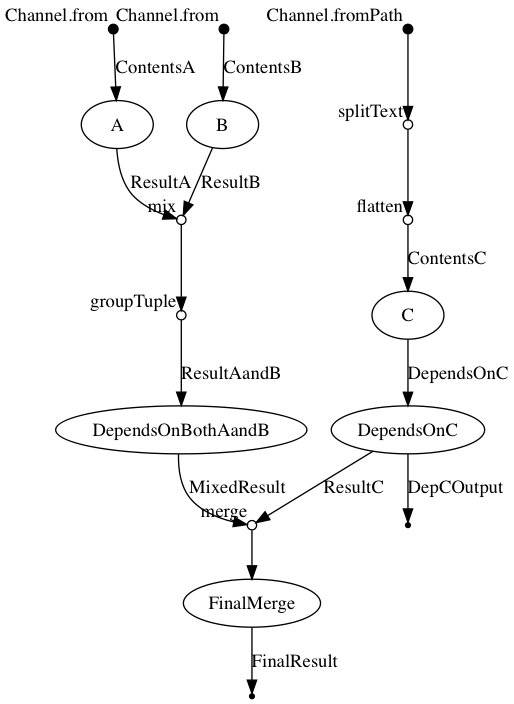 Channel.from
Channel.from
Channel.fromPath
ContentsA
ContentsB
splitText
A
B
ResultA
ResultB
mix
flatten
ContentsC
groupTuple
C
ResultAandB
DependsOnC
DependsOnBothAandB
DependsOnC
MixedResult
ResultC
DepCOutput
merge
FinalMerge
FinalResult